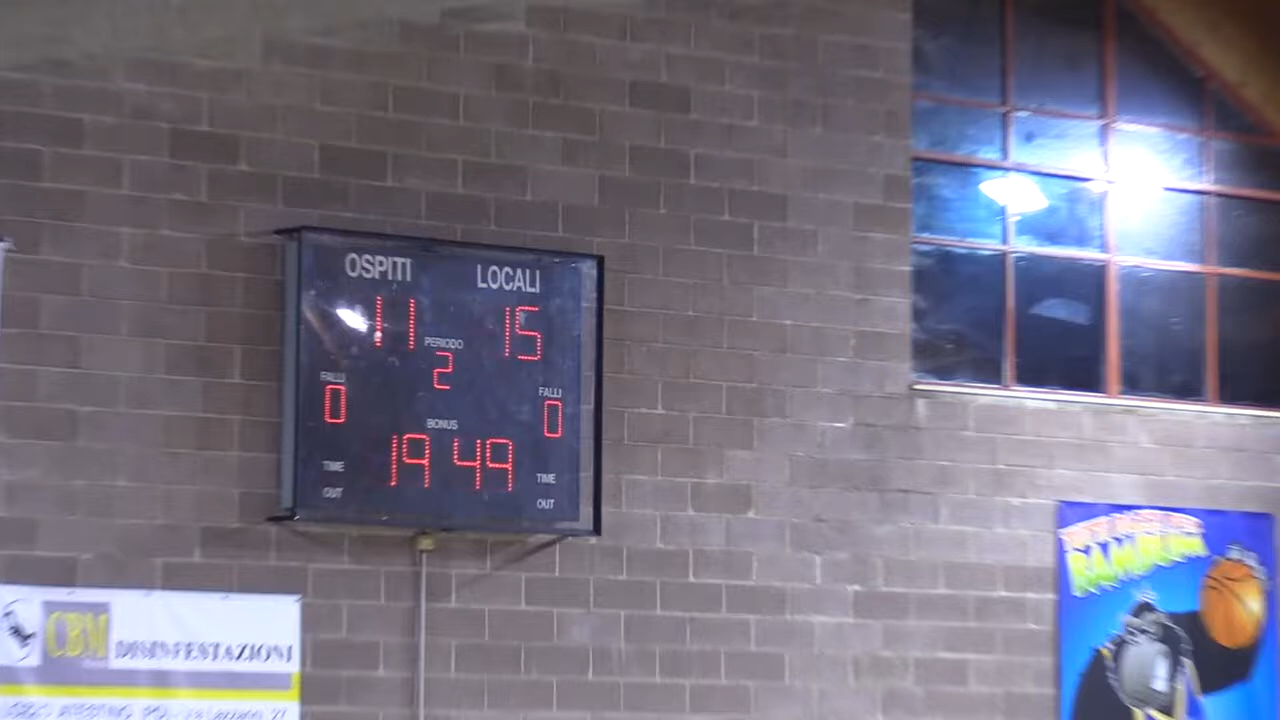 OSPITI LOCALI
11 15
PERIODO
2
FALLI FALLI
0 0
BONUS
19 49
TIME TIME
OUT OUT
CBM DISINFESTAZIONI
BAMBINI